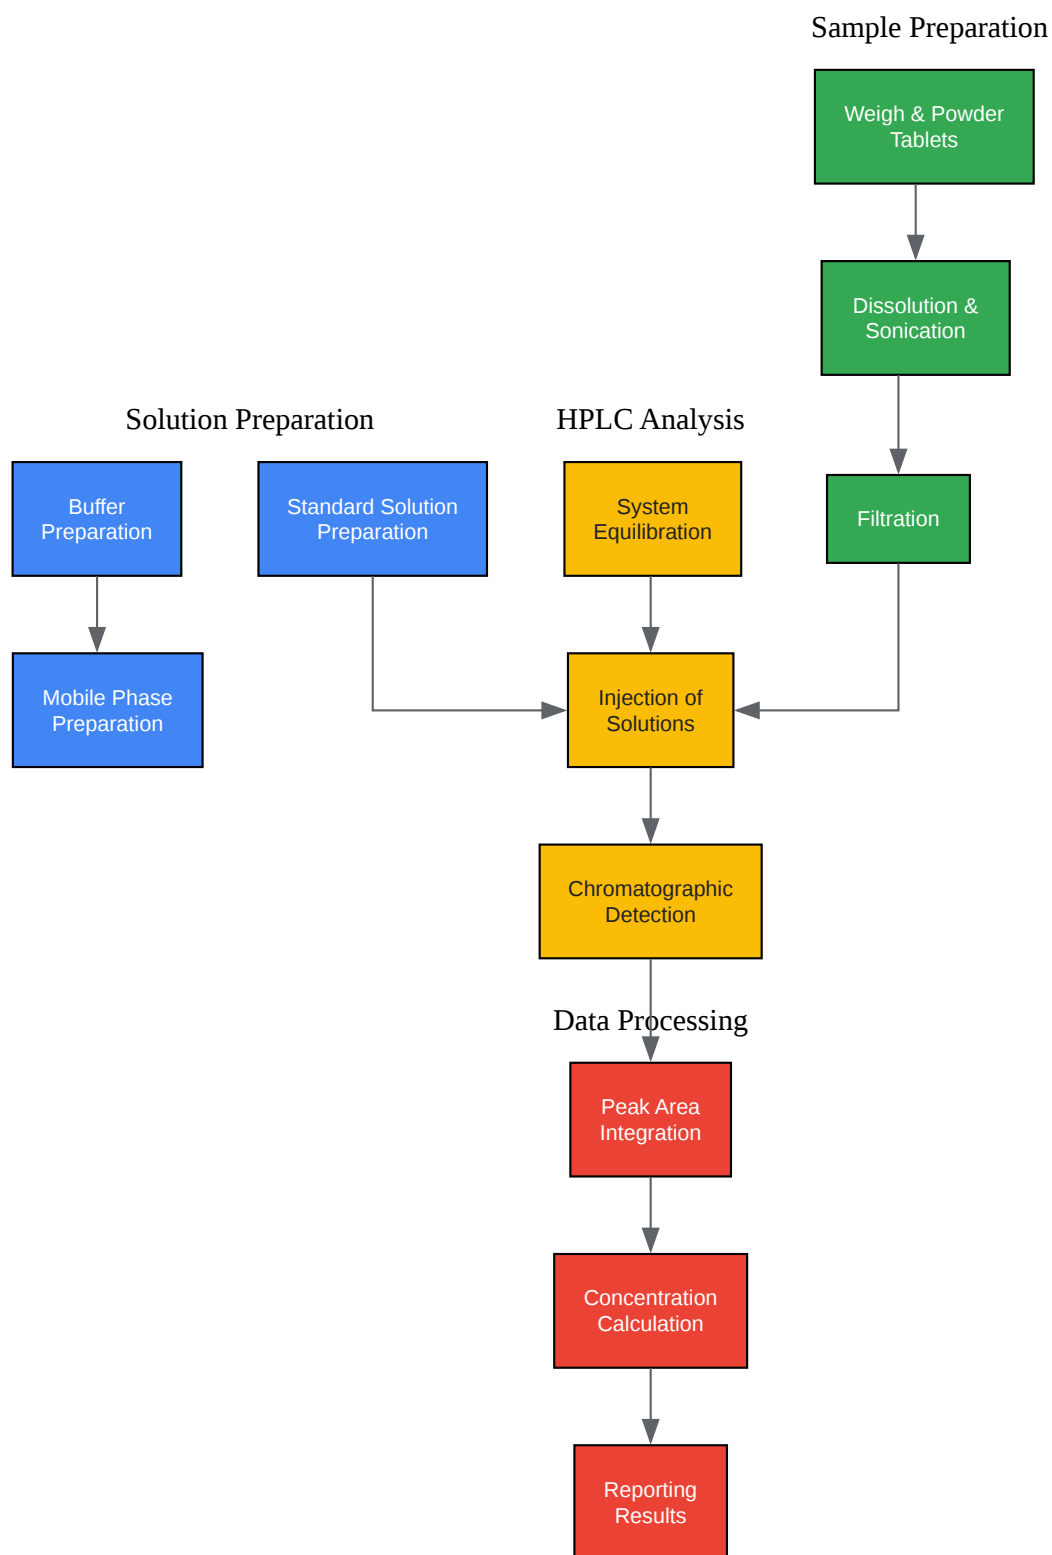 Sample Preparation
Weigh & Powder
Tablets
Dissolution &
Sonication
Filtration
Solution Preparation
Buffer
Preparation
Mobile Phase
Preparation
Standard Solution
Preparation
HPLC Analysis
System
Equilibration
Injection of
Solutions
Chromatographic
Detection
Data Processing
Peak Area
Integration
Concentration
Calculation
Reporting
Results